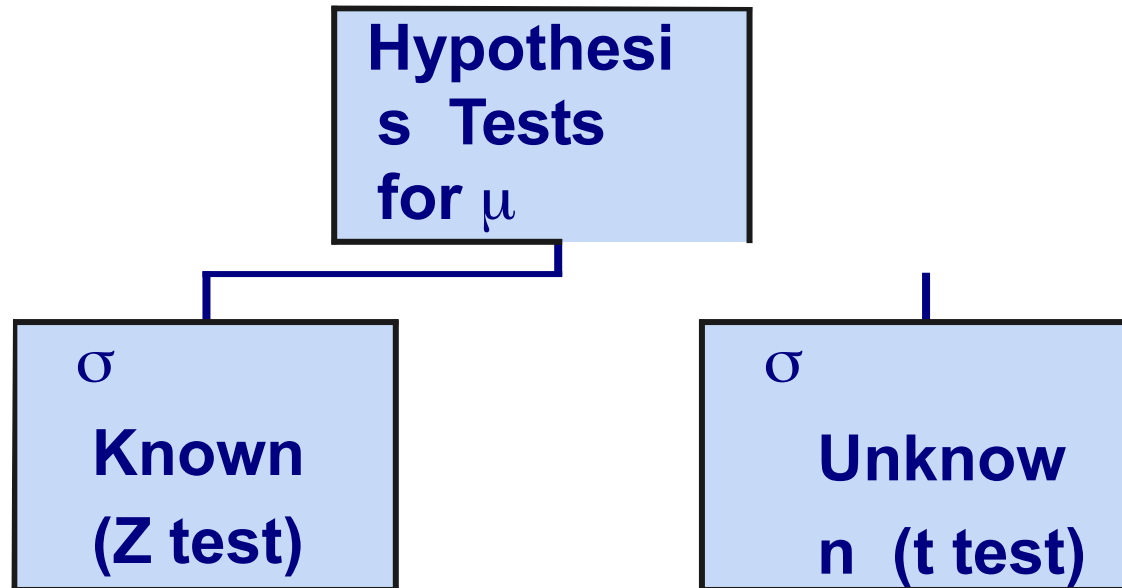 Hypothesi
s Tests
for μ
σ
Known
(Z test)
σ
Unknow
n (t test)